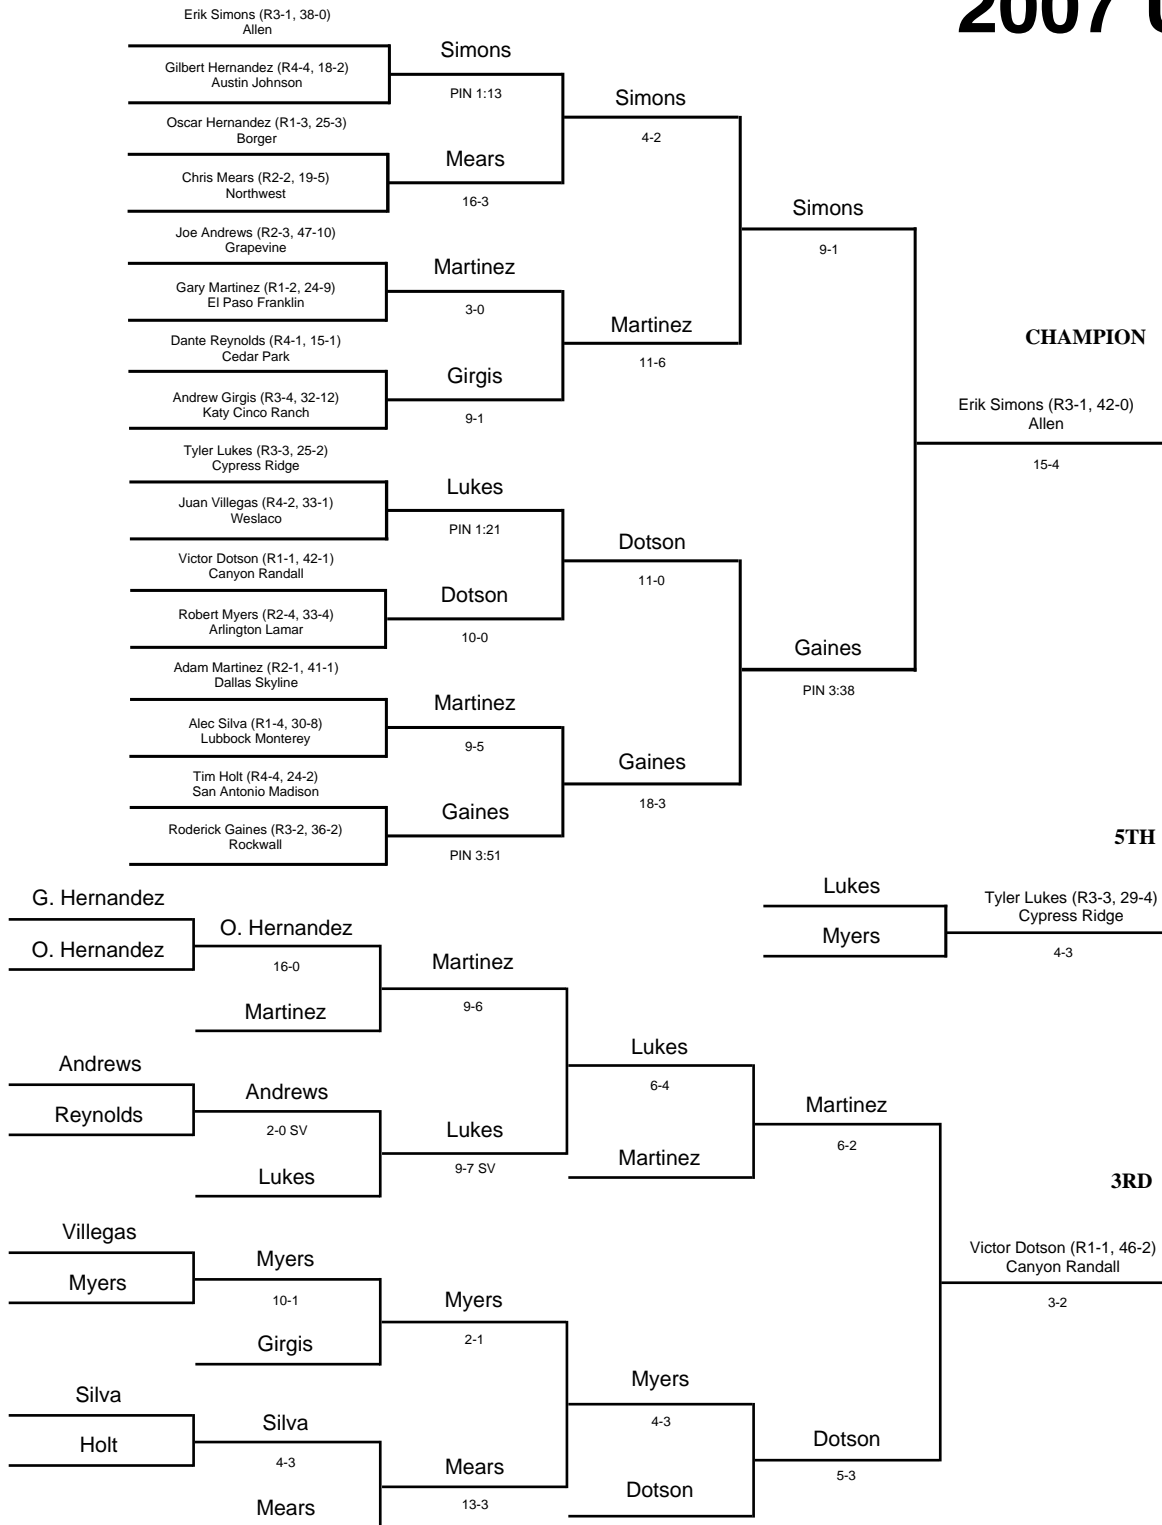 2007 U
Erik Simons (R3-1, 38-0)
Allen
Simons
Gilbert Hernandez (R4-4, 18-2)
Austin Johnson
PIN 1:13
Simons
4-2
Oscar Hernandez (R1-3, 25-3)
Borger
Mears
Chris Mears (R2-2, 19-5)
Northwest
16-3
Simons
9-1
Joe Andrews (R2-3, 47-10)
Grapevine
Martinez
Gary Martinez (R1-2, 24-9)
El Paso Franklin
3-0
Martinez
11-6
Dante Reynolds (R4-1, 15-1)
Cedar Park
Girgis
Andrew Girgis (R3-4, 32-12)
Katy Cinco Ranch
9-1
CHAMPION
Erik Simons (R3-1, 42-0)
Allen
15-4
Tyler Lukes (R3-3, 25-2)
Cypress Ridge
Lukes
Juan Villegas (R4-2, 33-1)
Weslaco
PIN 1:21
Dotson
11-0
Victor Dotson (R1-1, 42-1)
Canyon Randall
Dotson
Robert Myers (R2-4, 33-4)
Arlington Lamar
10-0
Gaines
PIN 3:38
Adam Martinez (R2-1, 41-1)
Dallas Skyline
Martinez
Alec Silva (R1-4, 30-8)
Lubbock Monterey
9-5
Gaines
18-3
Tim Holt (R4-4, 24-2)
San Antonio Madison
Gaines
Roderick Gaines (R3-2, 36-2)
Rockwall
PIN 3:51
5TH
Lukes
Myers
Tyler Lukes (R3-3, 29-4)
Cypress Ridge
4-3
G. Hernandez
O. Hernandez
O. Hernandez
16-0
Martinez
Martinez
9-6
Andrews
Reynolds
Andrews
2-0 SV
Lukes
Lukes
9-7 SV
Lukes
6-4
Martinez
Martinez
6-2
3RD
Victor Dotson (R1-1, 46-2)
Canyon Randall
3-2
Villegas
Myers
Myers
10-1
Girgis
Myers
2-1
Silva
Holt
Silva
4-3
Mears
Mears
13-3
Myers
4-3
Dotson
Dotson
5-3